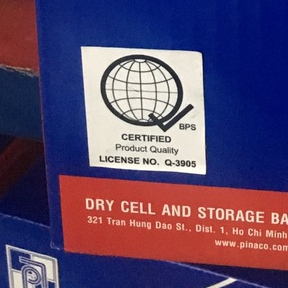 BPS
CERTIFIED
Product Quality
LICENSE NO. Q-3905
DRY CELL AND STORAGE BA
321 Tran Hung Dao St., Dist. 1, Ho Chi Minh
www.pinaco.com